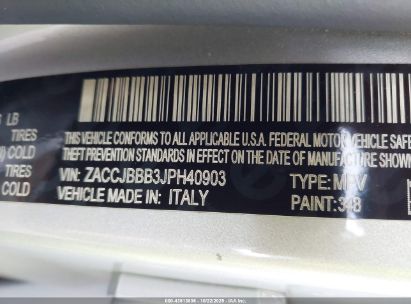 LB
TIRES
COLD
TIRES
COLD
THIS VEHICLE CONFORMS TO ALL APPLICABLE U.S.A. FEDERAL MOTOR VEHICLE SAFE
THEFT PREVENTION STANDARDS IN EFFECT ON THE DATE OF MANUFACTURE SHOWN
VIN: ZACCJBBB3JPH40903 TYPE: MPV
VEHICLE MADE IN: ITALY PAINT: 348